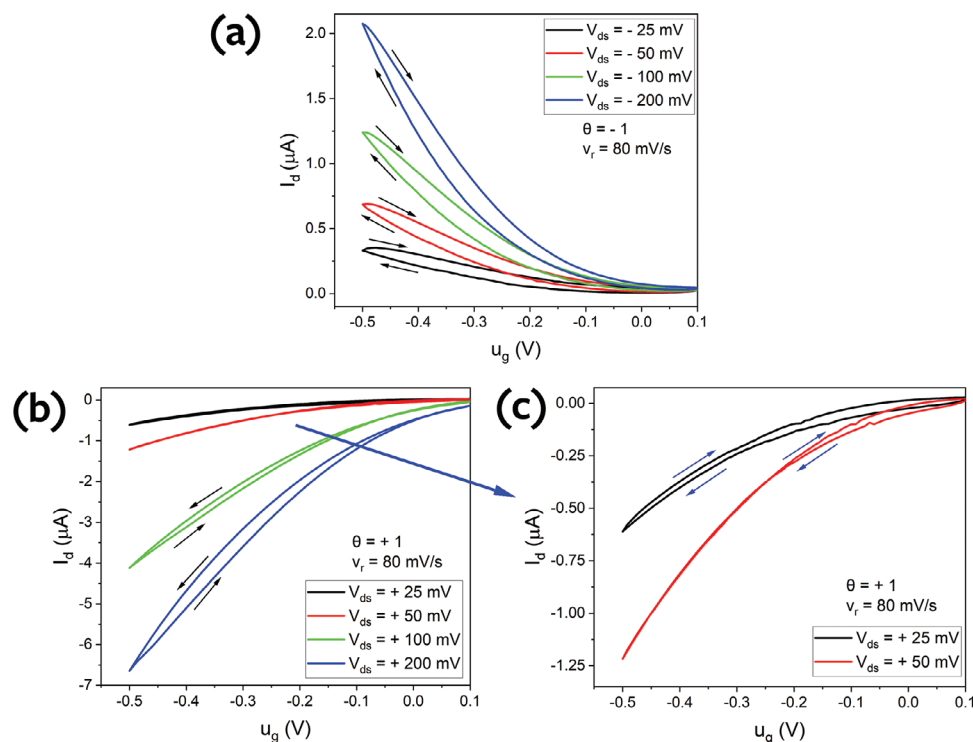 (a)
2.0
1.5
1.0
0.5
0.0
I_d (μA)
-0.5 -0.4 -0.3 -0.2 -0.1 0.0 0.1
u_g (V)
V_ds = - 25 mV
V_ds = - 50 mV
V_ds = - 100 mV
V_ds = - 200 mV
θ = - 1
v_r = 80 mV/s
(b)
0
-1
-2
-3
-4
-5
-6
-7
I_d (μA)
-0.5 -0.4 -0.3 -0.2 -0.1 0.0 0.1
u_g (V)
θ = + 1
v_r = 80 mV/s
V_ds = + 25 mV
V_ds = + 50 mV
V_ds = + 100 mV
V_ds = + 200 mV
(c)
0.00
-0.25
-0.50
-0.75
-1.00
-1.25
I_d (μA)
-0.5 -0.4 -0.3 -0.2 -0.1 0.0 0.1
u_g (V)
θ = + 1
v_r = 80 mV/s
V_ds = + 25 mV
V_ds = + 50 mV